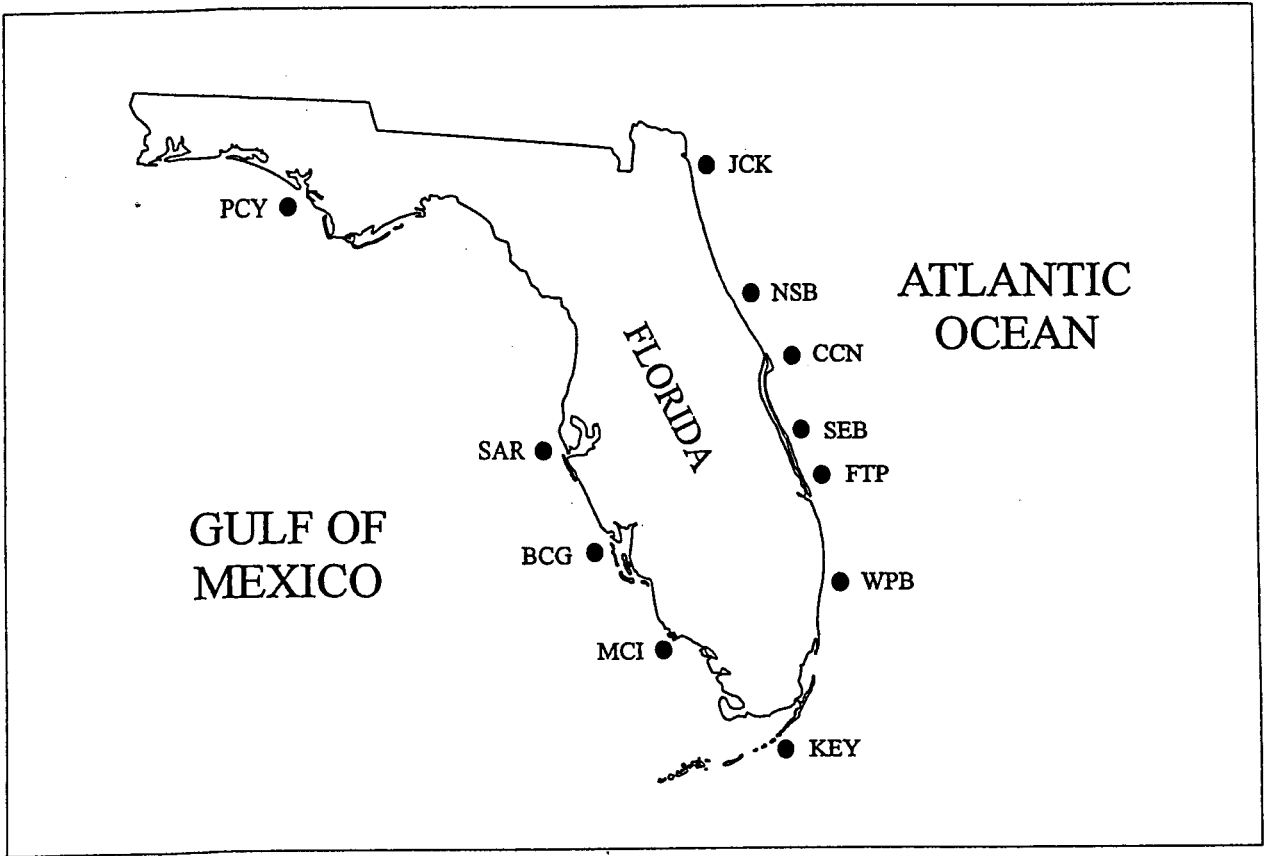 JCK
PCY
NSB
ATLANTIC
OCEAN
CCN
FLORIDA
SEB
SAR
FTP
GULF OF
MEXICO
BCG
WPB
MCI
KEY